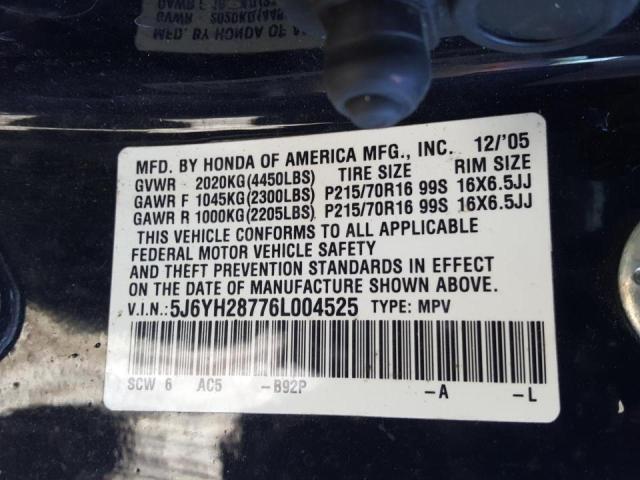 MFD. BY HONDA OF AMERICA MFG., INC. 12/'05
GVWR 2020KG(4450LBS) TIRE SIZE RIM SIZE
GAWR F 1045KG(2300LBS) P215/70R16 99S 16X6.5JJ
GAWR R 1000KG(2205LBS) P215/70R16 99S 16X6.5JJ
THIS VEHICLE CONFORMS TO ALL APPLICABLE
FEDERAL MOTOR VEHICLE SAFETY
AND THEFT PREVENTION STANDARDS IN EFFECT
ON THE DATE OF MANUFACTURE SHOWN ABOVE.
V.I.N.: 5J6YH28776L004525 TYPE: MPV
SCW 6 AC5 -B92P -A -L